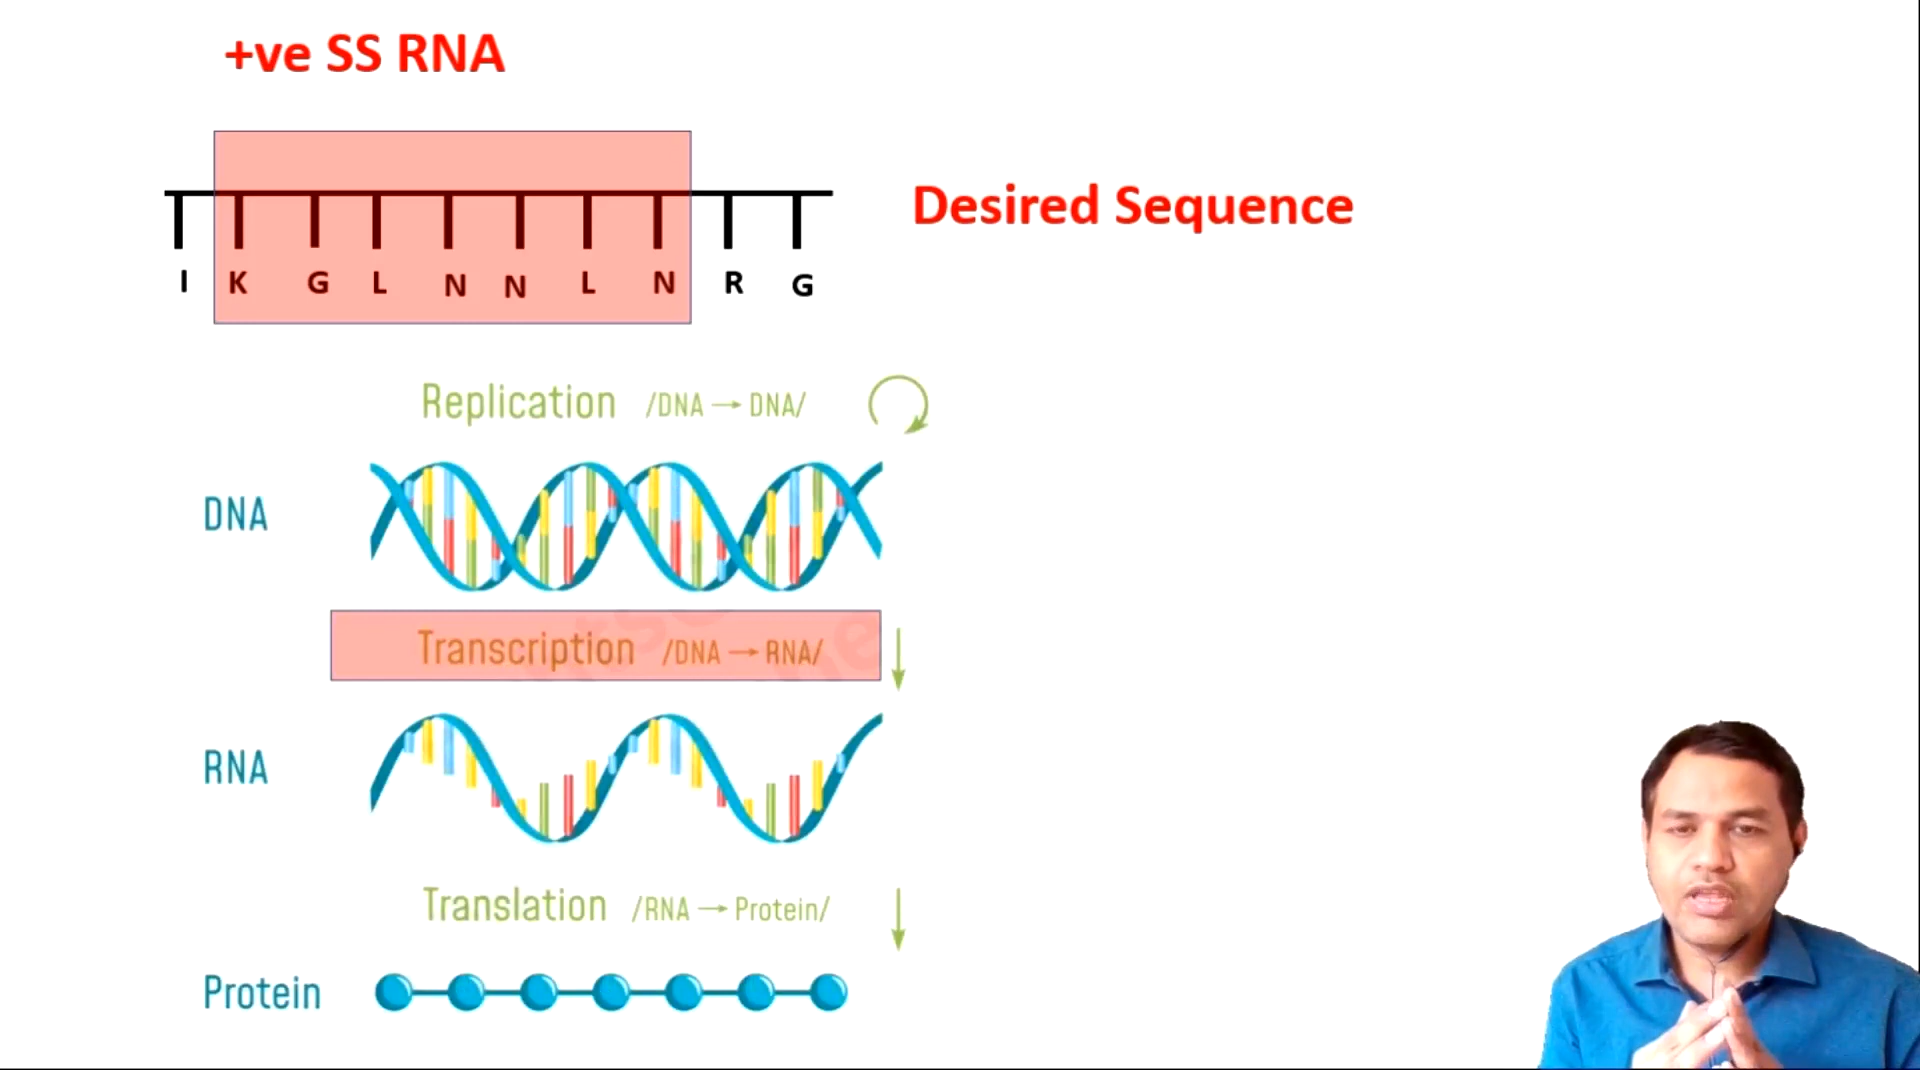 +ve SS RNA
Desired Sequence
I K G L N N L N R G
Replication /DNA → DNA/
DNA
Transcription /DNA → RNA/
RNA
Translation /RNA → Protein/
Protein